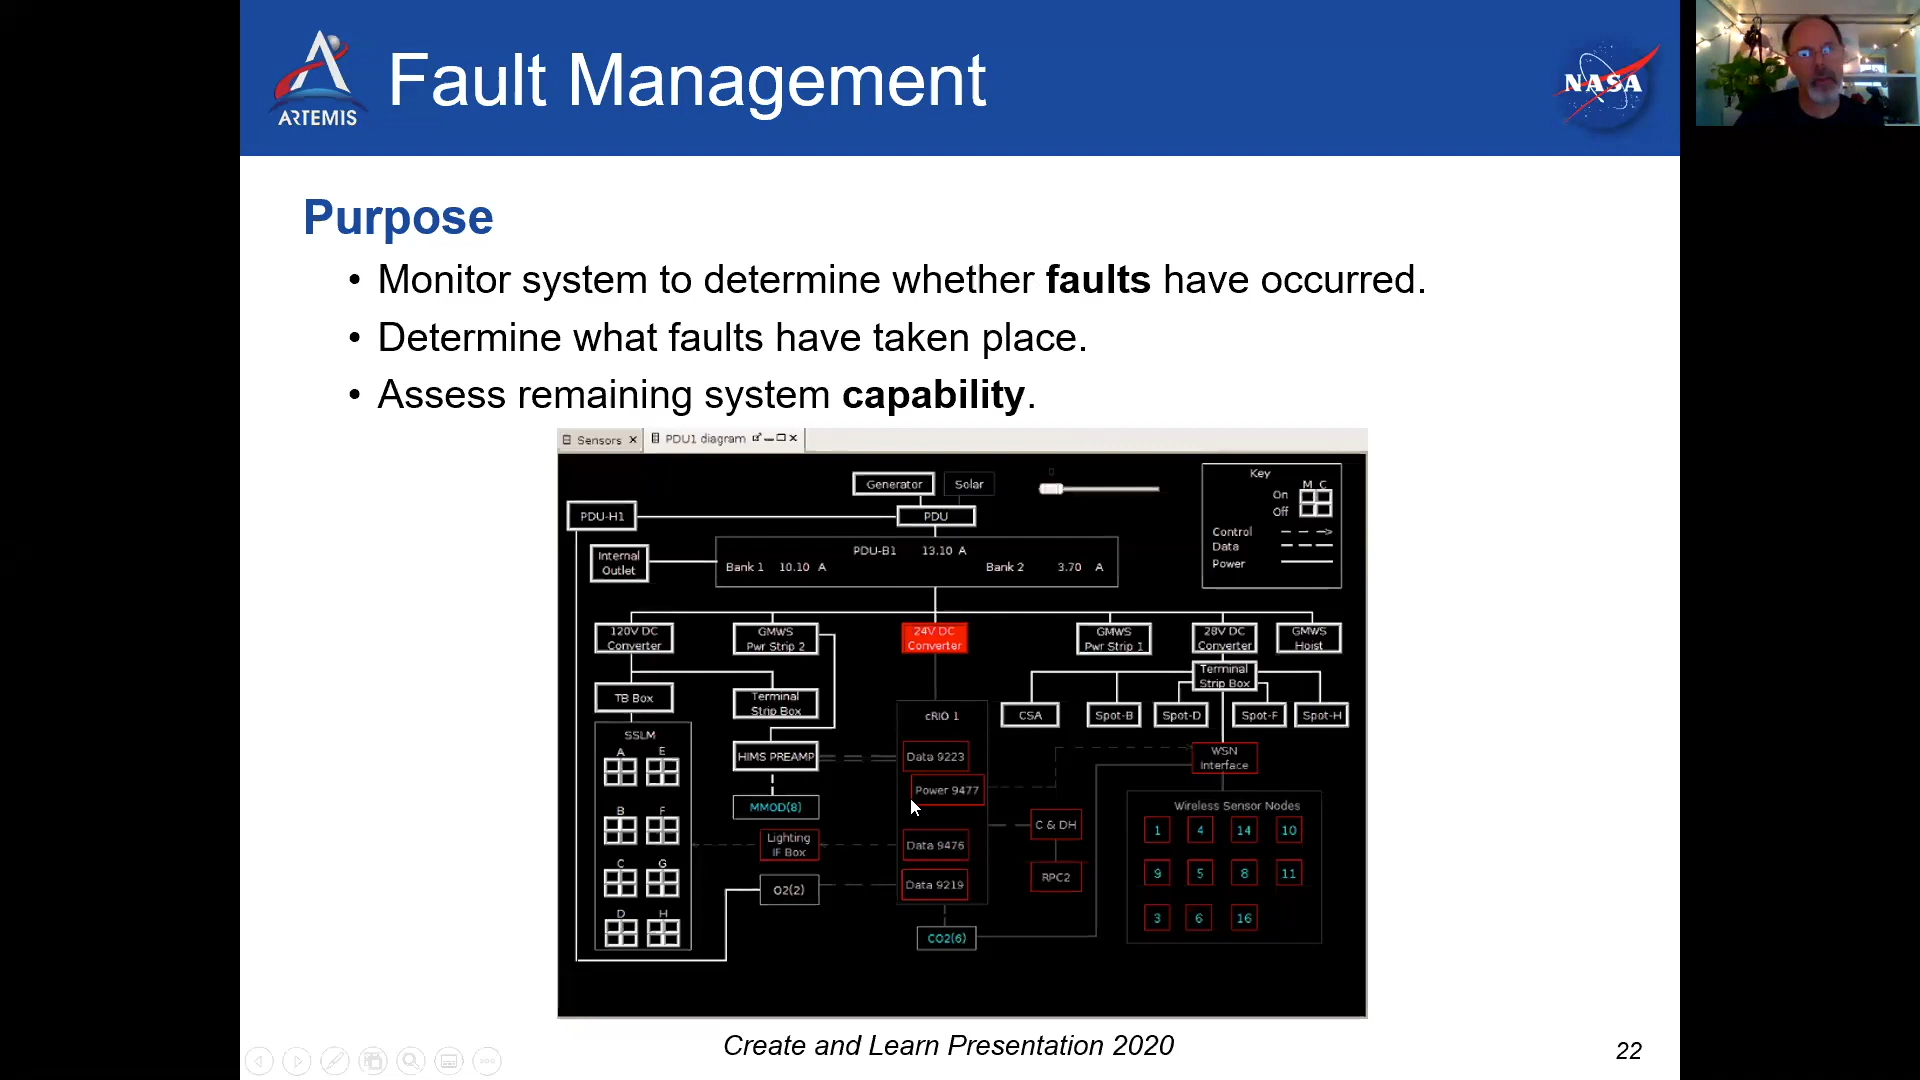 ARTEMIS
Fault Management
NASA
Purpose
• Monitor system to determine whether faults have occurred.
• Determine what faults have taken place.
• Assess remaining system capability.
Sensors
PDU1 diagram
Generator
Solar
0
Key
M C
On
Off
Control
Data
Power
PDU-H1
PDU
Internal
Outlet
PDU-B1 13.10 A
Bank 1 10.10 A
Bank 2 3.70 A
120V DC
Converter
GMWS
Pwr Strip 2
24V DC
Converter
GMWS
Pwr Strip 1
28V DC
Converter
GMWS
Hoist
Terminal
Strip Box
TB Box
Terminal
Strip Box
cRIO 1
CSA
Spot-B
Spot-D
Spot-F
Spot-H
SSLM
A E
B F
C G
D H
HIMS PREAMP
Data 9223
WSN
Interface
Power 9477
MMOD(8)
Wireless Sensor Nodes
C & DH
1 4 14 10
Lighting
IF Box
Data 9476
RPC2
9 5 8 11
O2(2)
Data 9219
3 6 16
CO2(6)
Create and Learn Presentation 2020
22